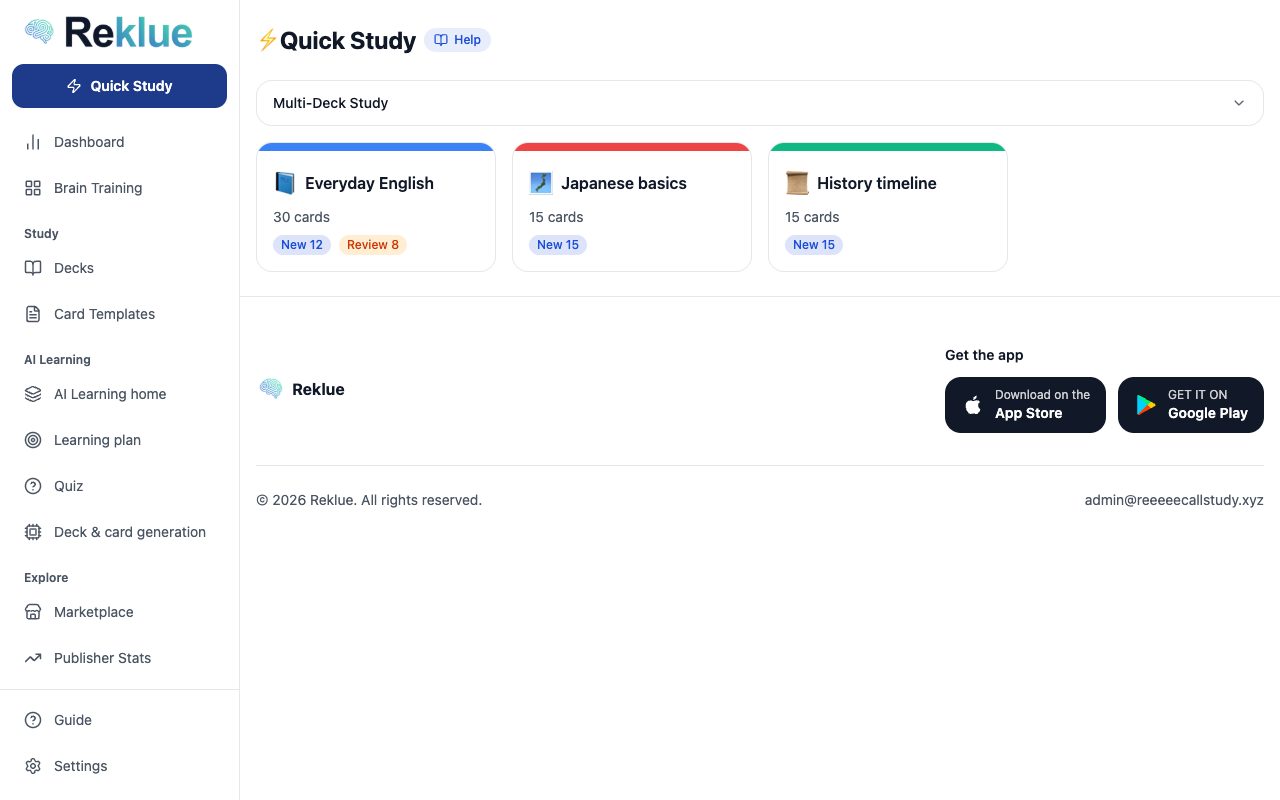 Reklue
Quick Study
Dashboard
Brain Training
Study
Decks
Card Templates
AI Learning
AI Learning home
Learning plan
Quiz
Deck & card generation
Explore
Marketplace
Publisher Stats
Guide
Settings
⚡Quick Study
Help
Multi-Deck Study
Everyday English
30 cards
New 12 Review 8
Japanese basics
15 cards
New 15
History timeline
15 cards
New 15
Reklue
Get the app
Download on the
App Store
GET IT ON
Google Play
© 2026 Reklue. All rights reserved.
admin@reeeeecallstudy.xyz